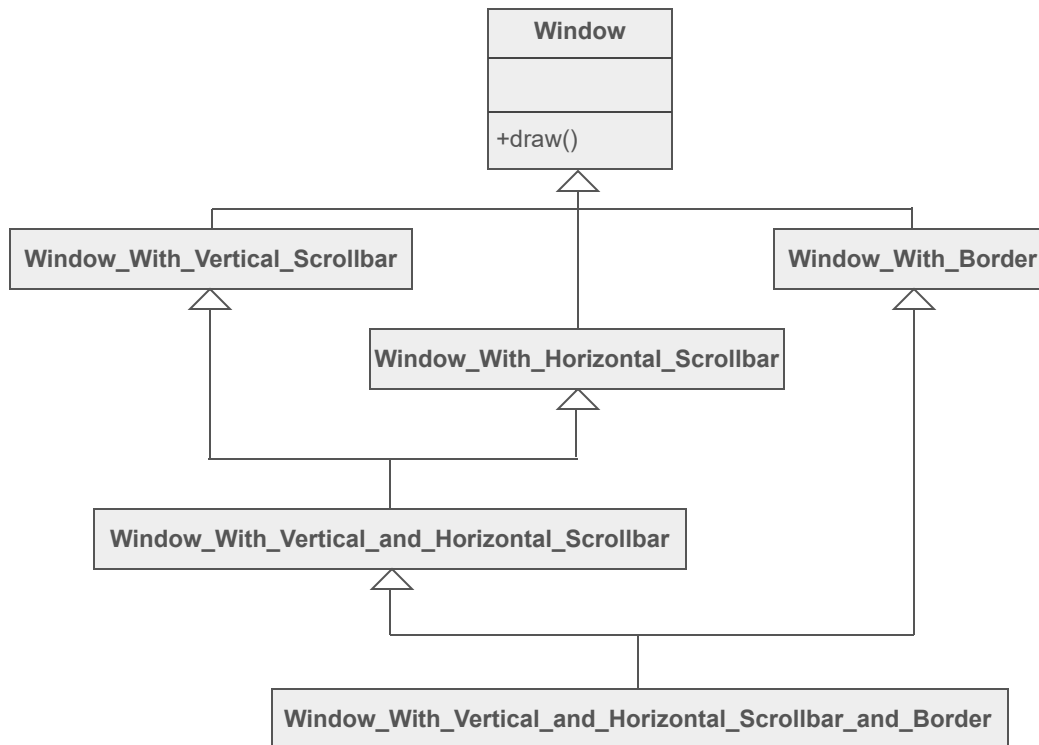 Window
+draw()
Window_With_Vertical_Scrollbar
Window_With_Border
Window_With_Horizontal_Scrollbar
Window_With_Vertical_and_Horizontal_Scrollbar
Window_With_Vertical_and_Horizontal_Scrollbar_and_Border